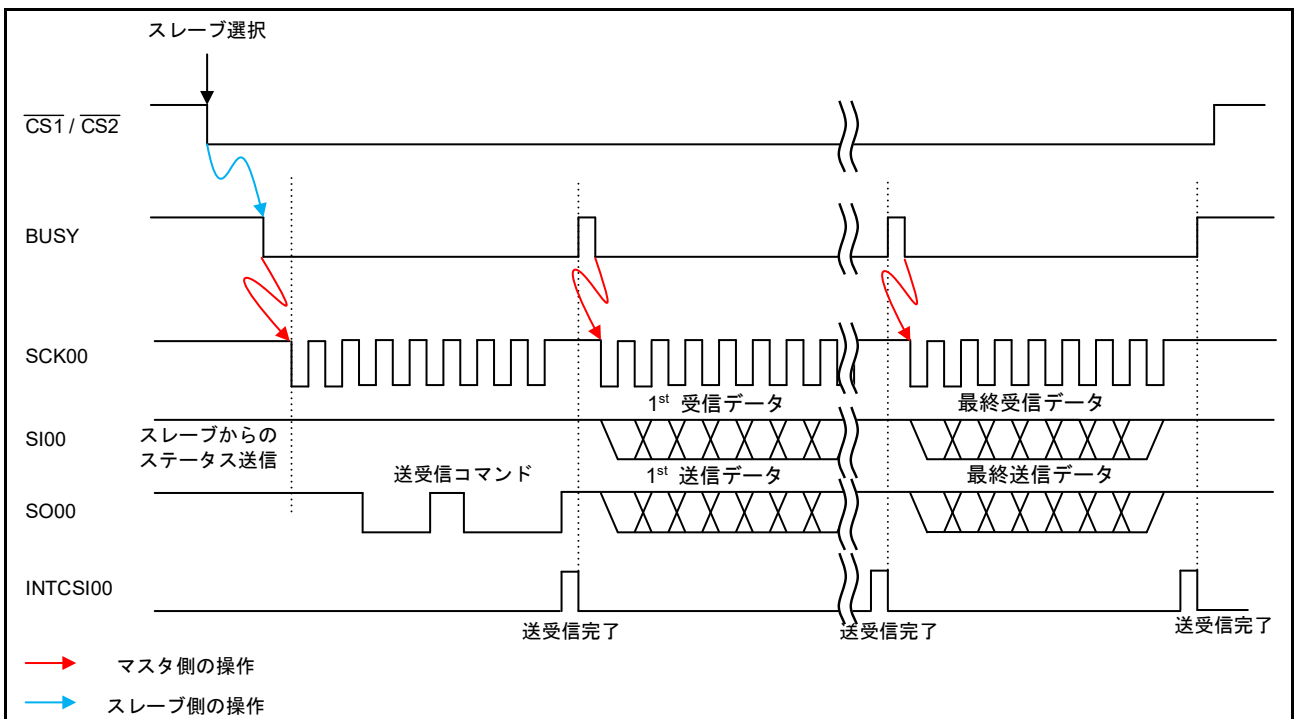 スレーブ選択
CS1 / CS2
BUSY
SCK00
1st 受信データ
最終受信データ
SI00
スレーブからの
ステータス送信
送受信コマンド
1st 送信データ
最終送信データ
SO00
INTCSI00
送受信完了
送受信完了
送受信完了
マスタ側の操作
スレーブ側の操作